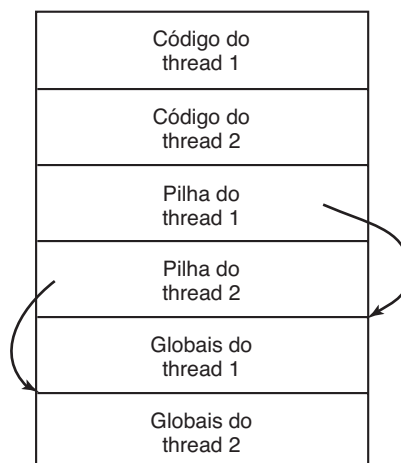 Código do
thread 1
Código do
thread 2
Pilha do
thread 1
Pilha do
thread 2
Globais do
thread 1
Globais do
thread 2